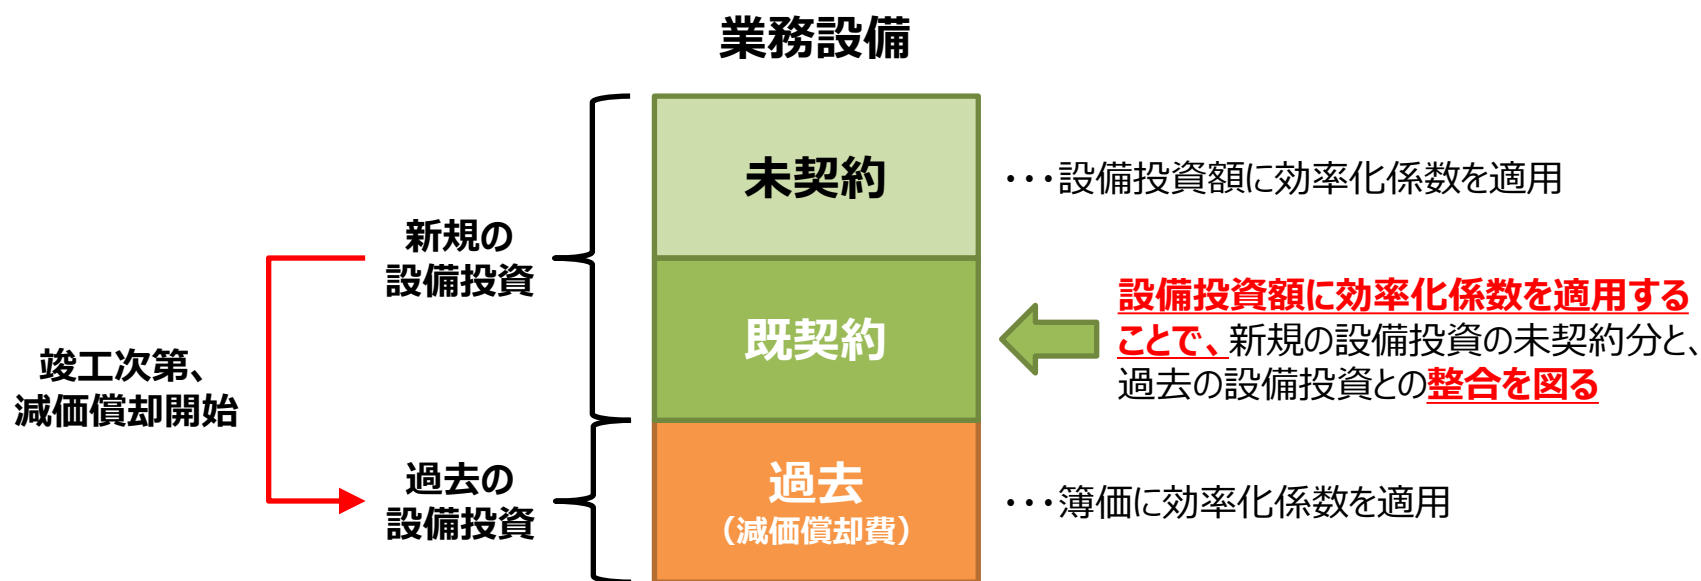 業務設備
未契約
・・・設備投資額に効率化係数を適用
新規の
設備投資
既契約
設備投資額に効率化係数を適用する
ことで、新規の設備投資の未契約分と、
過去の設備投資との整合を図る
竣工次第、
減価償却開始
過去の
設備投資
過去
（減価償却費）
・・・簿価に効率化係数を適用